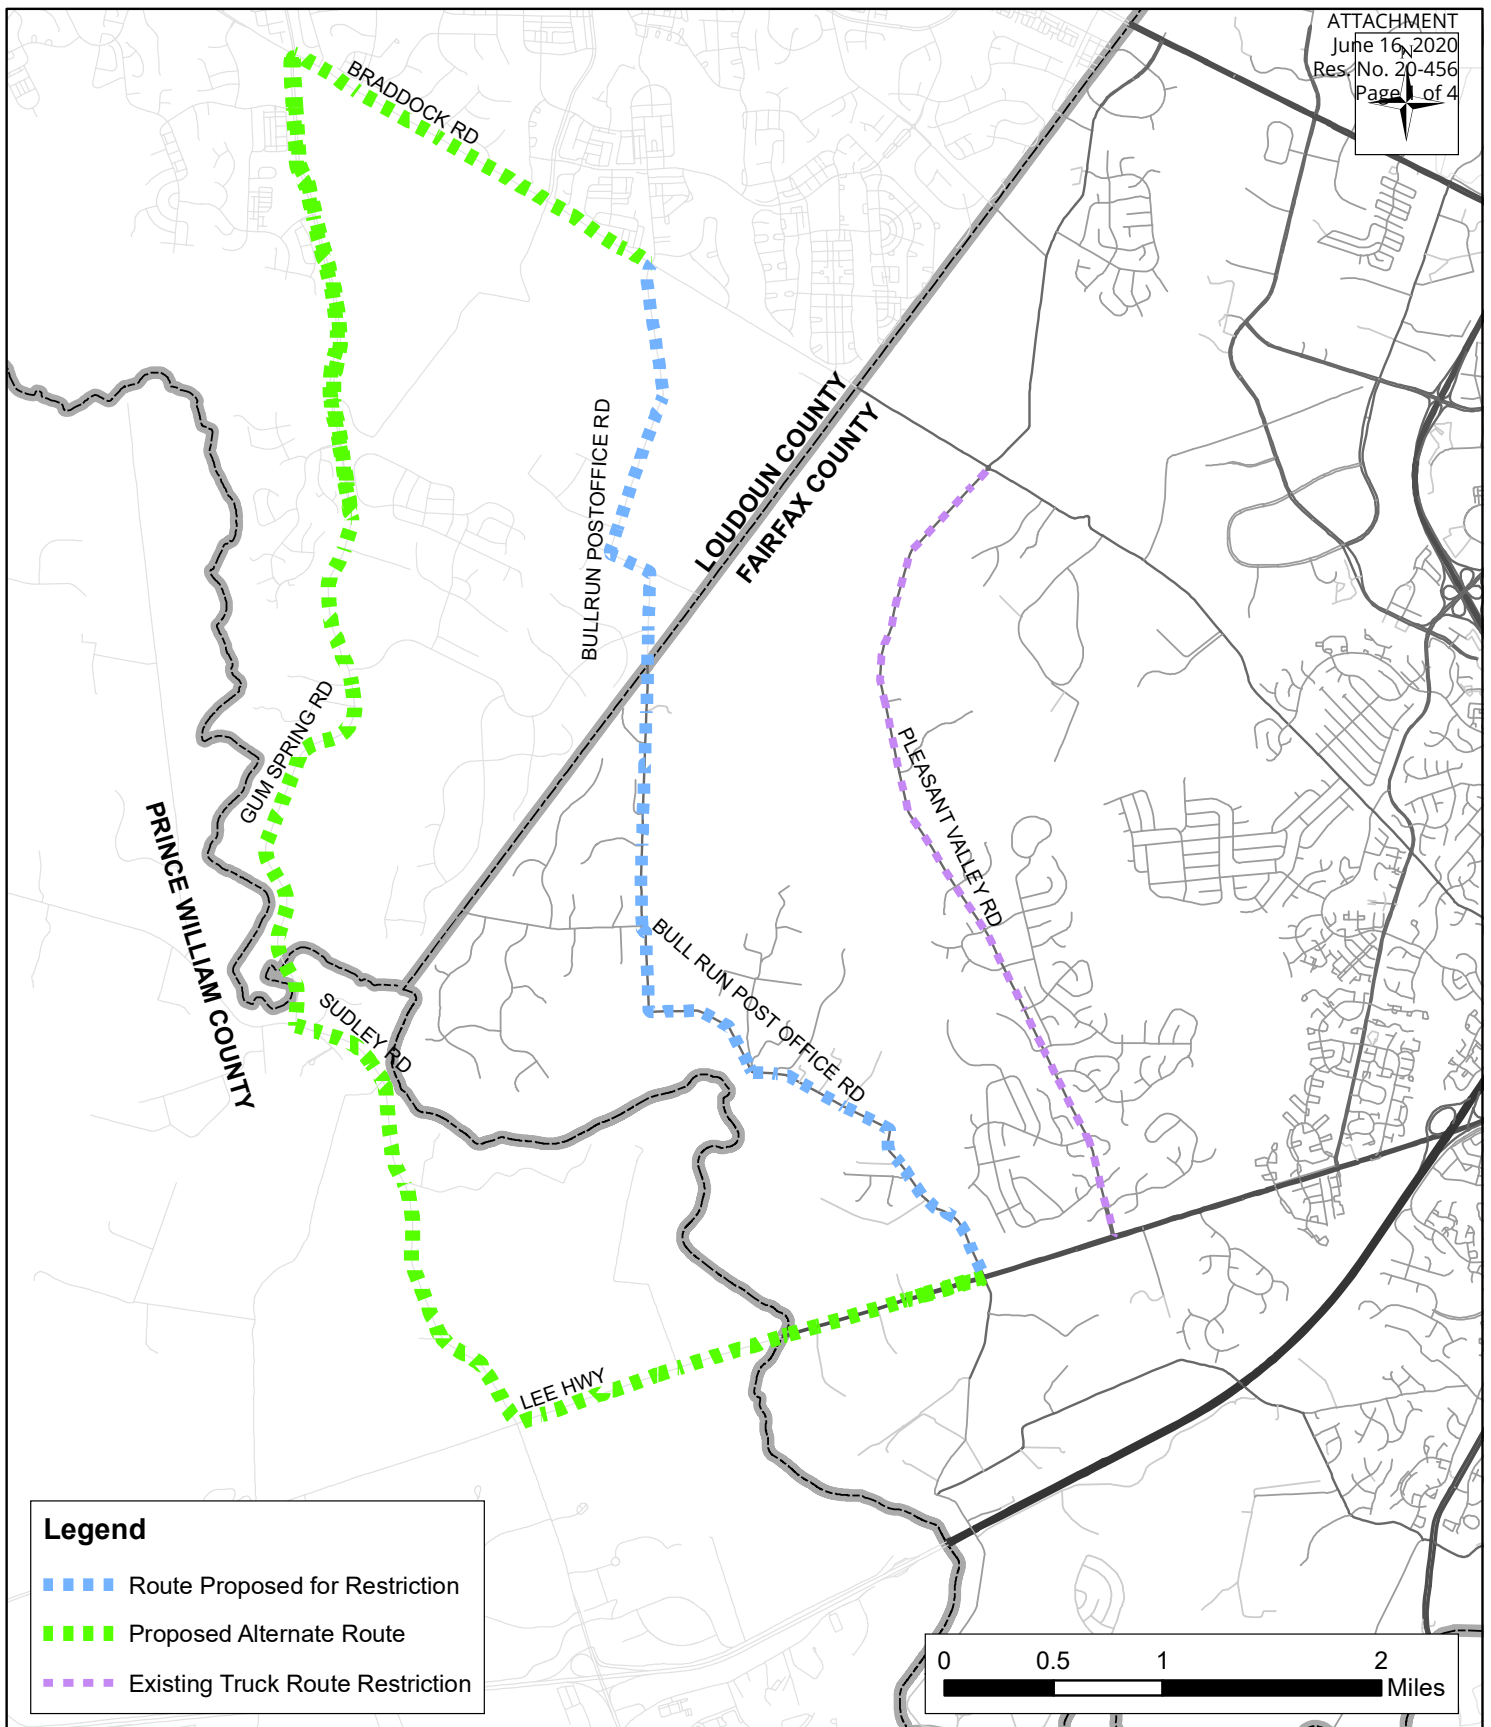 ATTACHMENT
June 16, 2020
Res. No. 20-456
Page 1 of 4
N
BRADDOCK RD
BULLRUN POSTOFFICE RD
LOUDOUN COUNTY
FAIRFAX COUNTY
GUM SPRING RD
PLEASANT VALLEY RD
PRINCE WILLIAM COUNTY
BULL RUN POST OFFICE RD
SUDLEY RD
LEE HWY
Legend
Route Proposed for Restriction
Proposed Alternate Route
Existing Truck Route Restriction
0 0.5 1 2
Miles